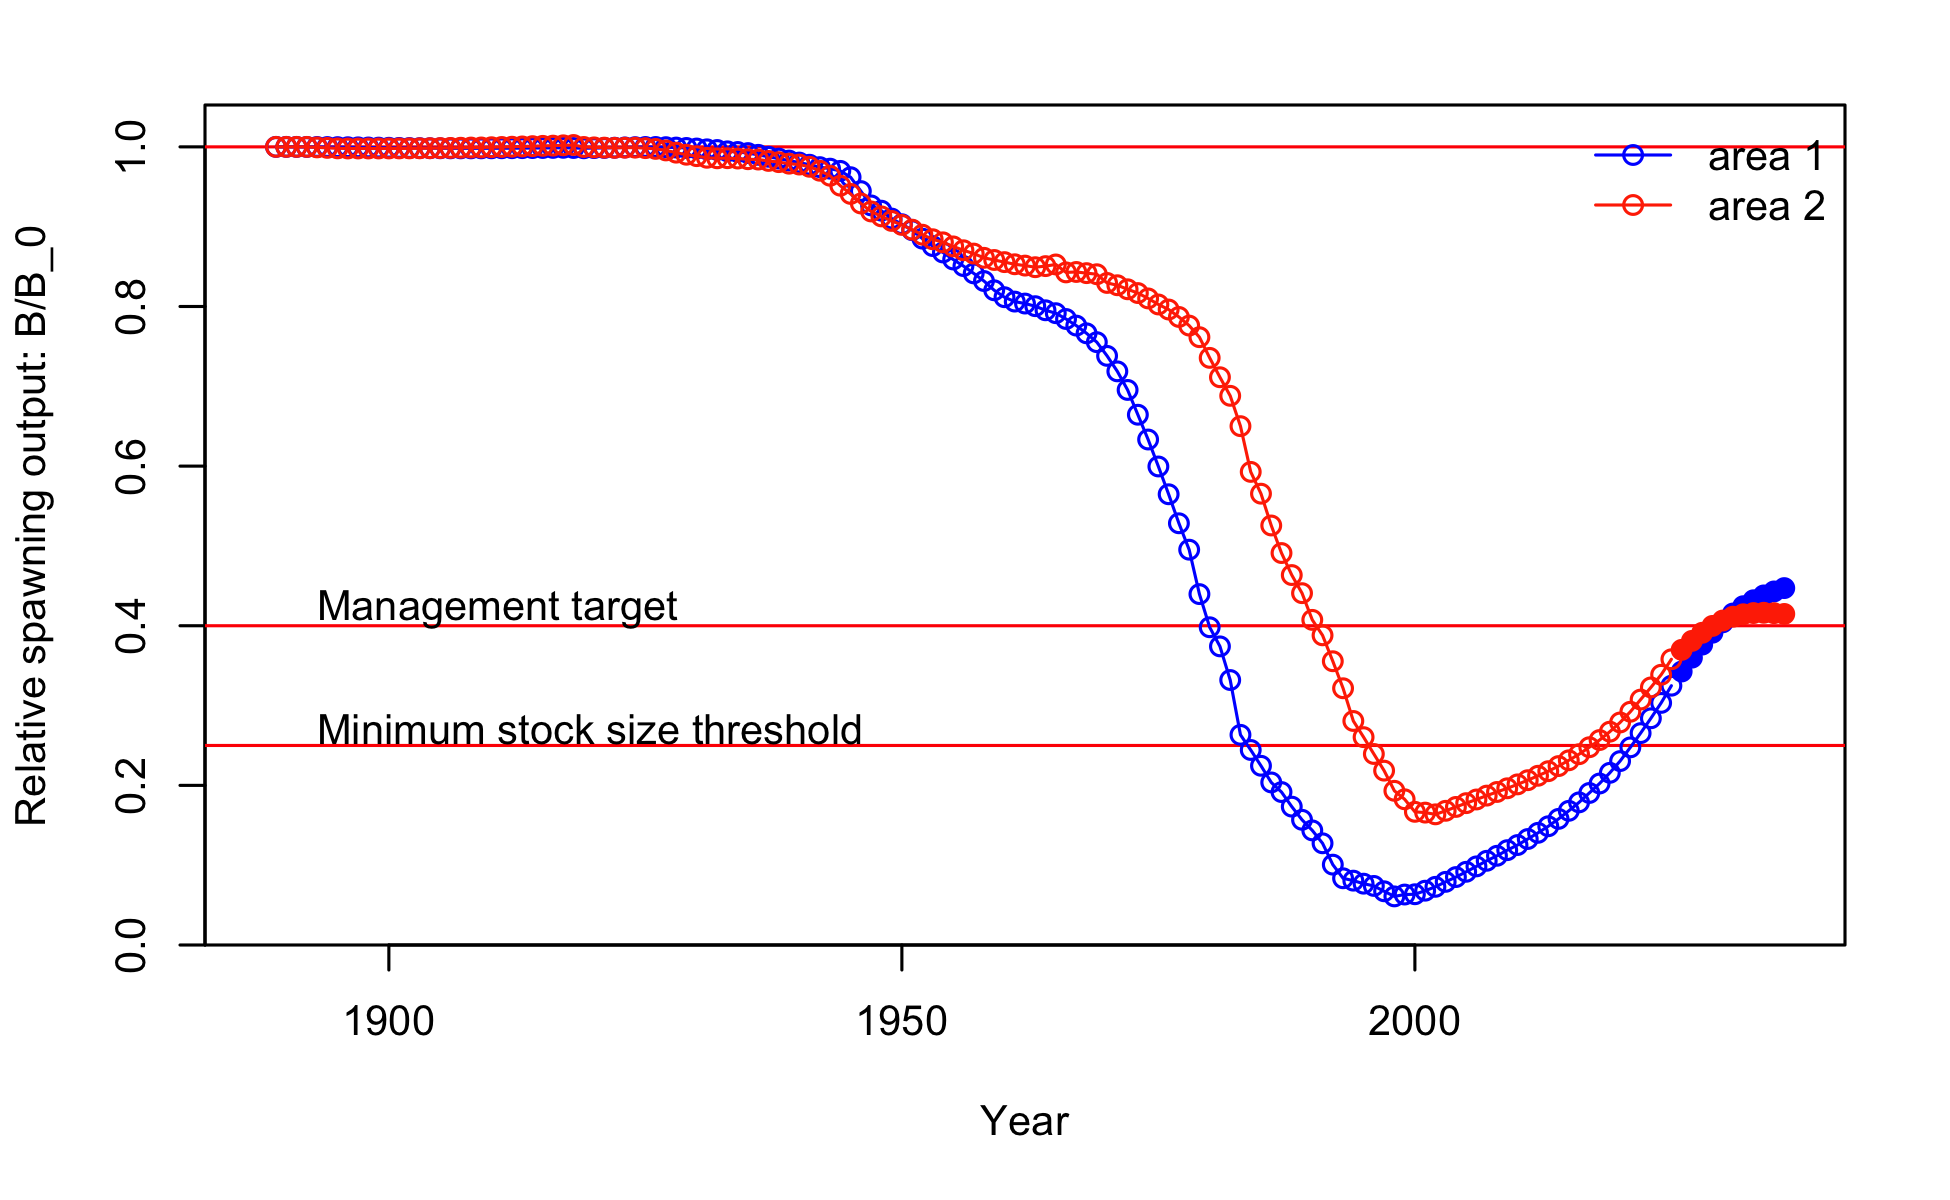 1.0
0.8
0.6
0.4
0.2
0.0
Relative spawning output: B/B_0
area 1
area 2
Management target
Minimum stock size threshold
1900
1950
2000
Year